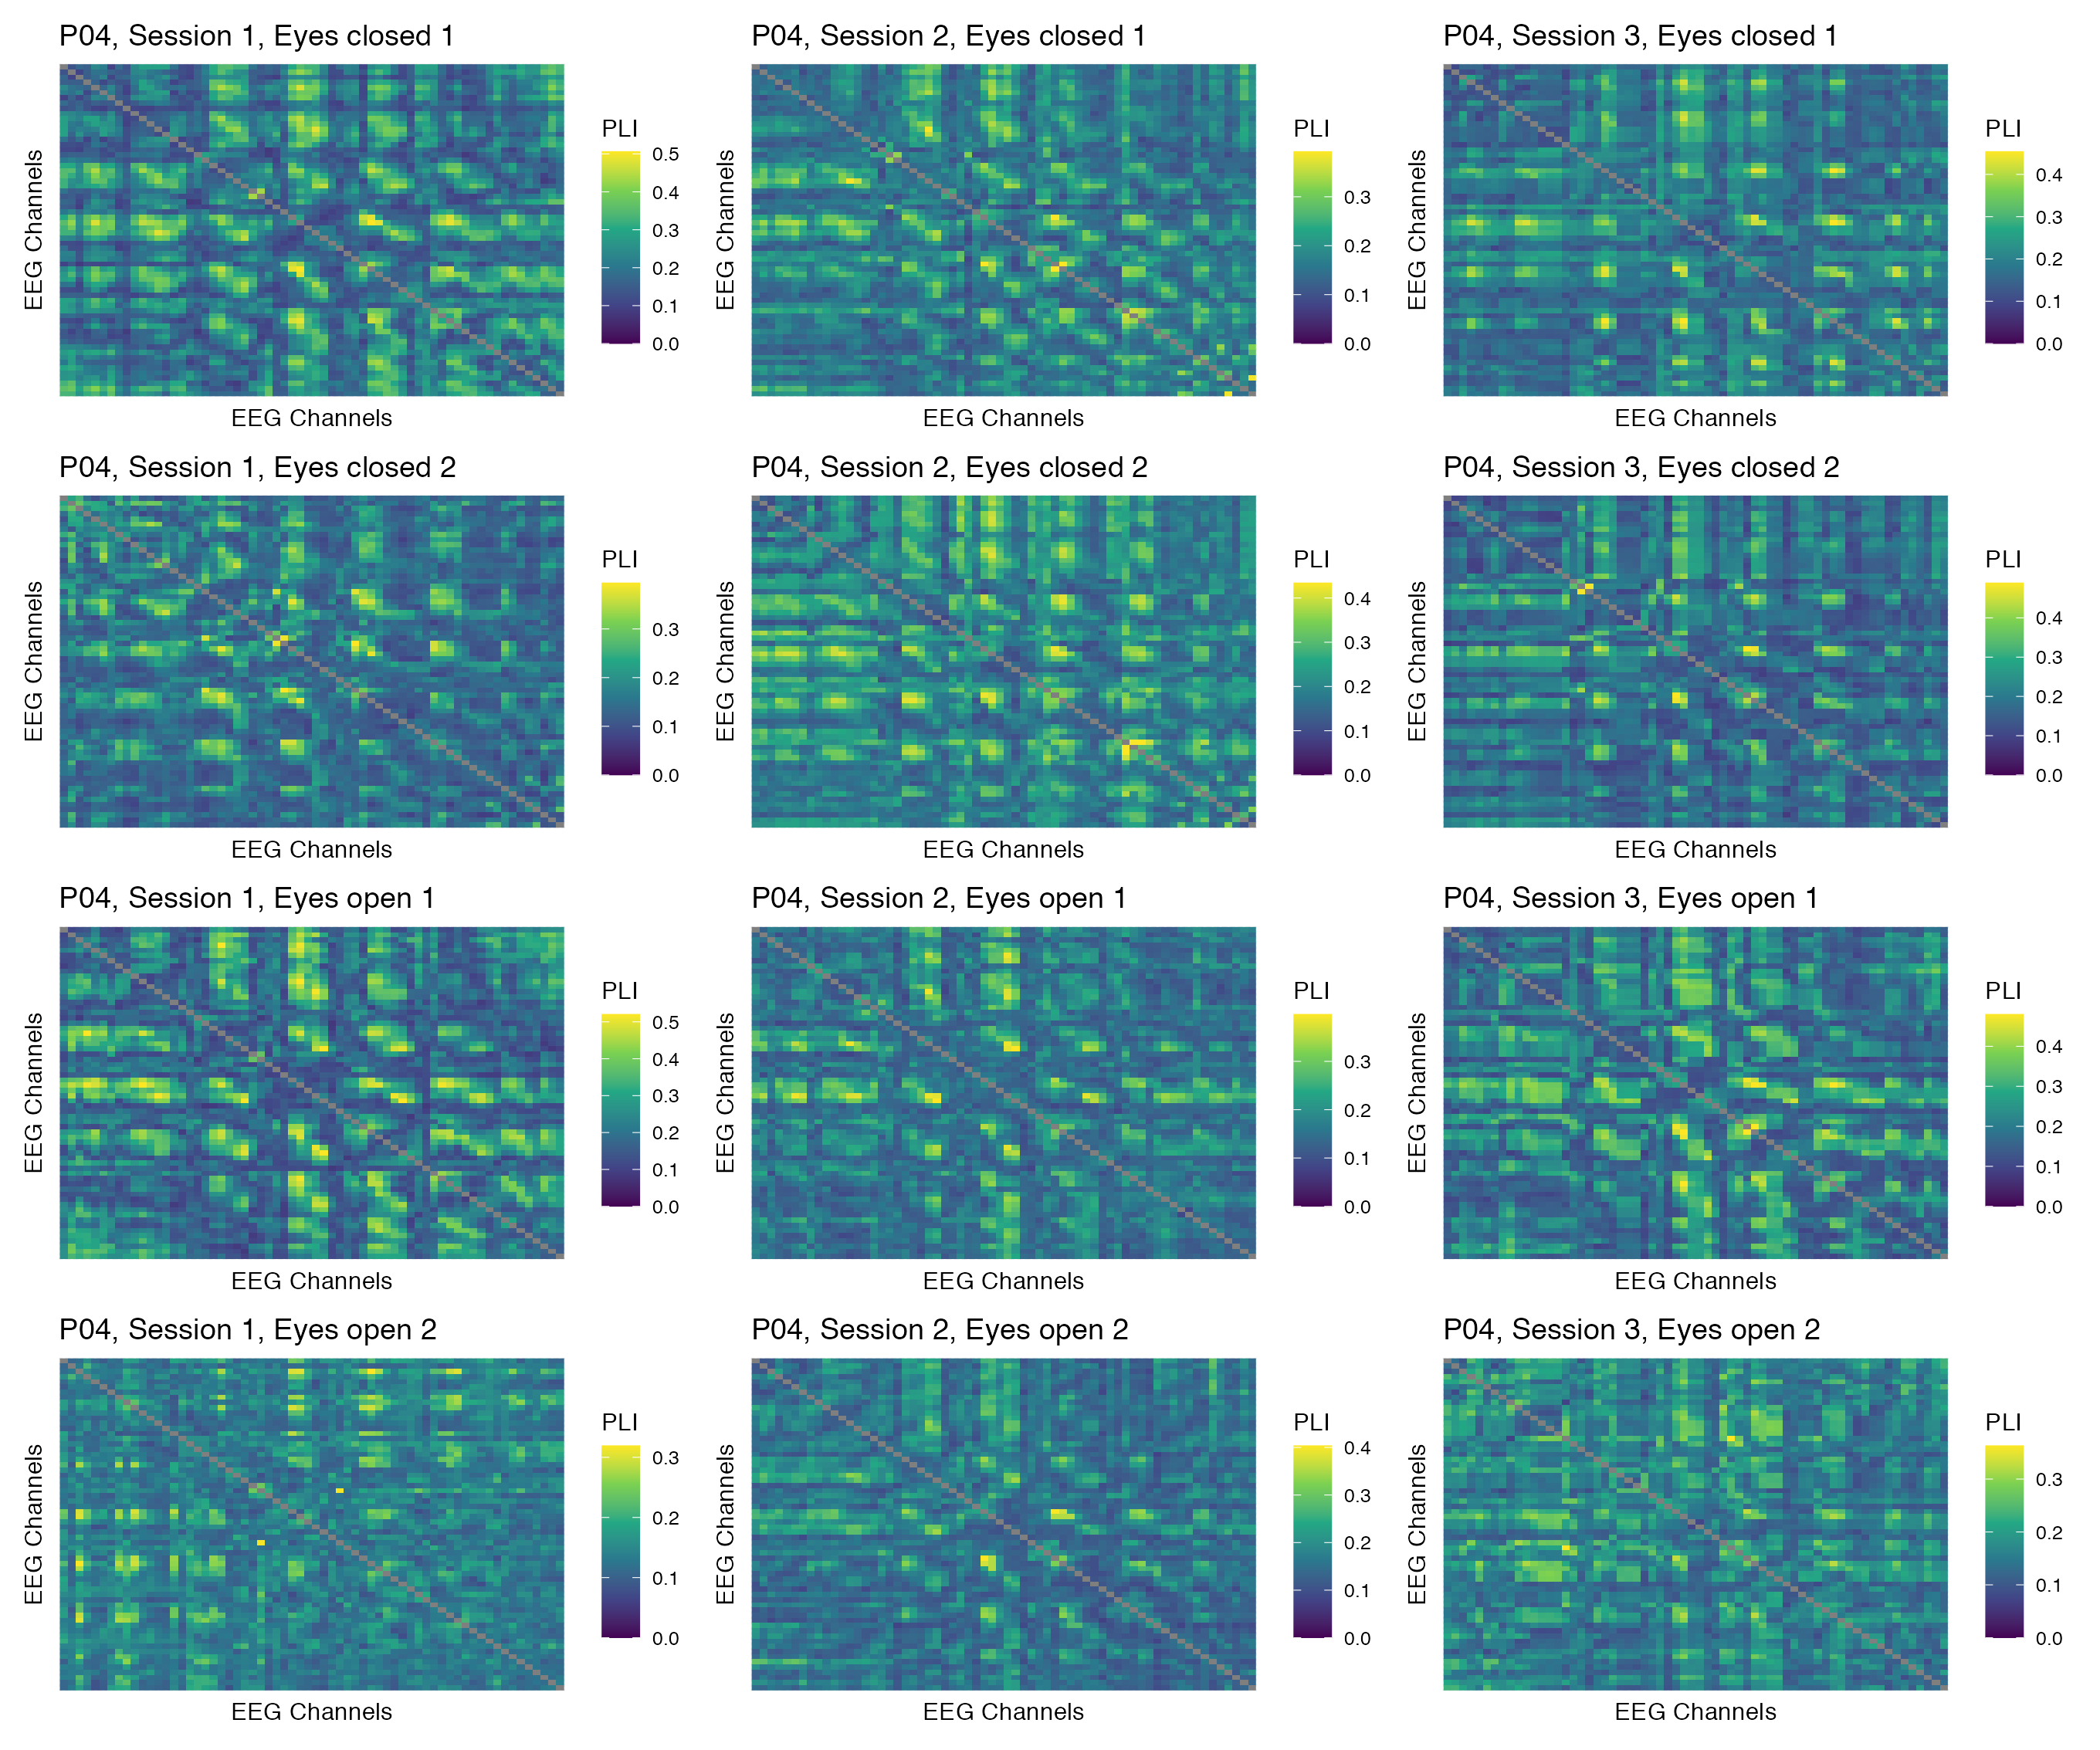 P04, Session 1, Eyes closed 1
EEG Channels
EEG Channels
PLI
0.5
0.4
0.3
0.2
0.1
0.0
P04, Session 2, Eyes closed 1
EEG Channels
EEG Channels
PLI
0.3
0.2
0.1
0.0
P04, Session 3, Eyes closed 1
EEG Channels
EEG Channels
PLI
0.4
0.3
0.2
0.1
0.0
P04, Session 1, Eyes closed 2
EEG Channels
EEG Channels
PLI
0.3
0.2
0.1
0.0
P04, Session 2, Eyes closed 2
EEG Channels
EEG Channels
PLI
0.4
0.3
0.2
0.1
0.0
P04, Session 3, Eyes closed 2
EEG Channels
EEG Channels
PLI
0.4
0.3
0.2
0.1
0.0
P04, Session 1, Eyes open 1
EEG Channels
EEG Channels
PLI
0.5
0.4
0.3
0.2
0.1
0.0
P04, Session 2, Eyes open 1
EEG Channels
EEG Channels
PLI
0.3
0.2
0.1
0.0
P04, Session 3, Eyes open 1
EEG Channels
EEG Channels
PLI
0.4
0.3
0.2
0.1
0.0
P04, Session 1, Eyes open 2
EEG Channels
EEG Channels
PLI
0.3
0.2
0.1
0.0
P04, Session 2, Eyes open 2
EEG Channels
EEG Channels
PLI
0.4
0.3
0.2
0.1
0.0
P04, Session 3, Eyes open 2
EEG Channels
EEG Channels
PLI
0.3
0.2
0.1
0.0